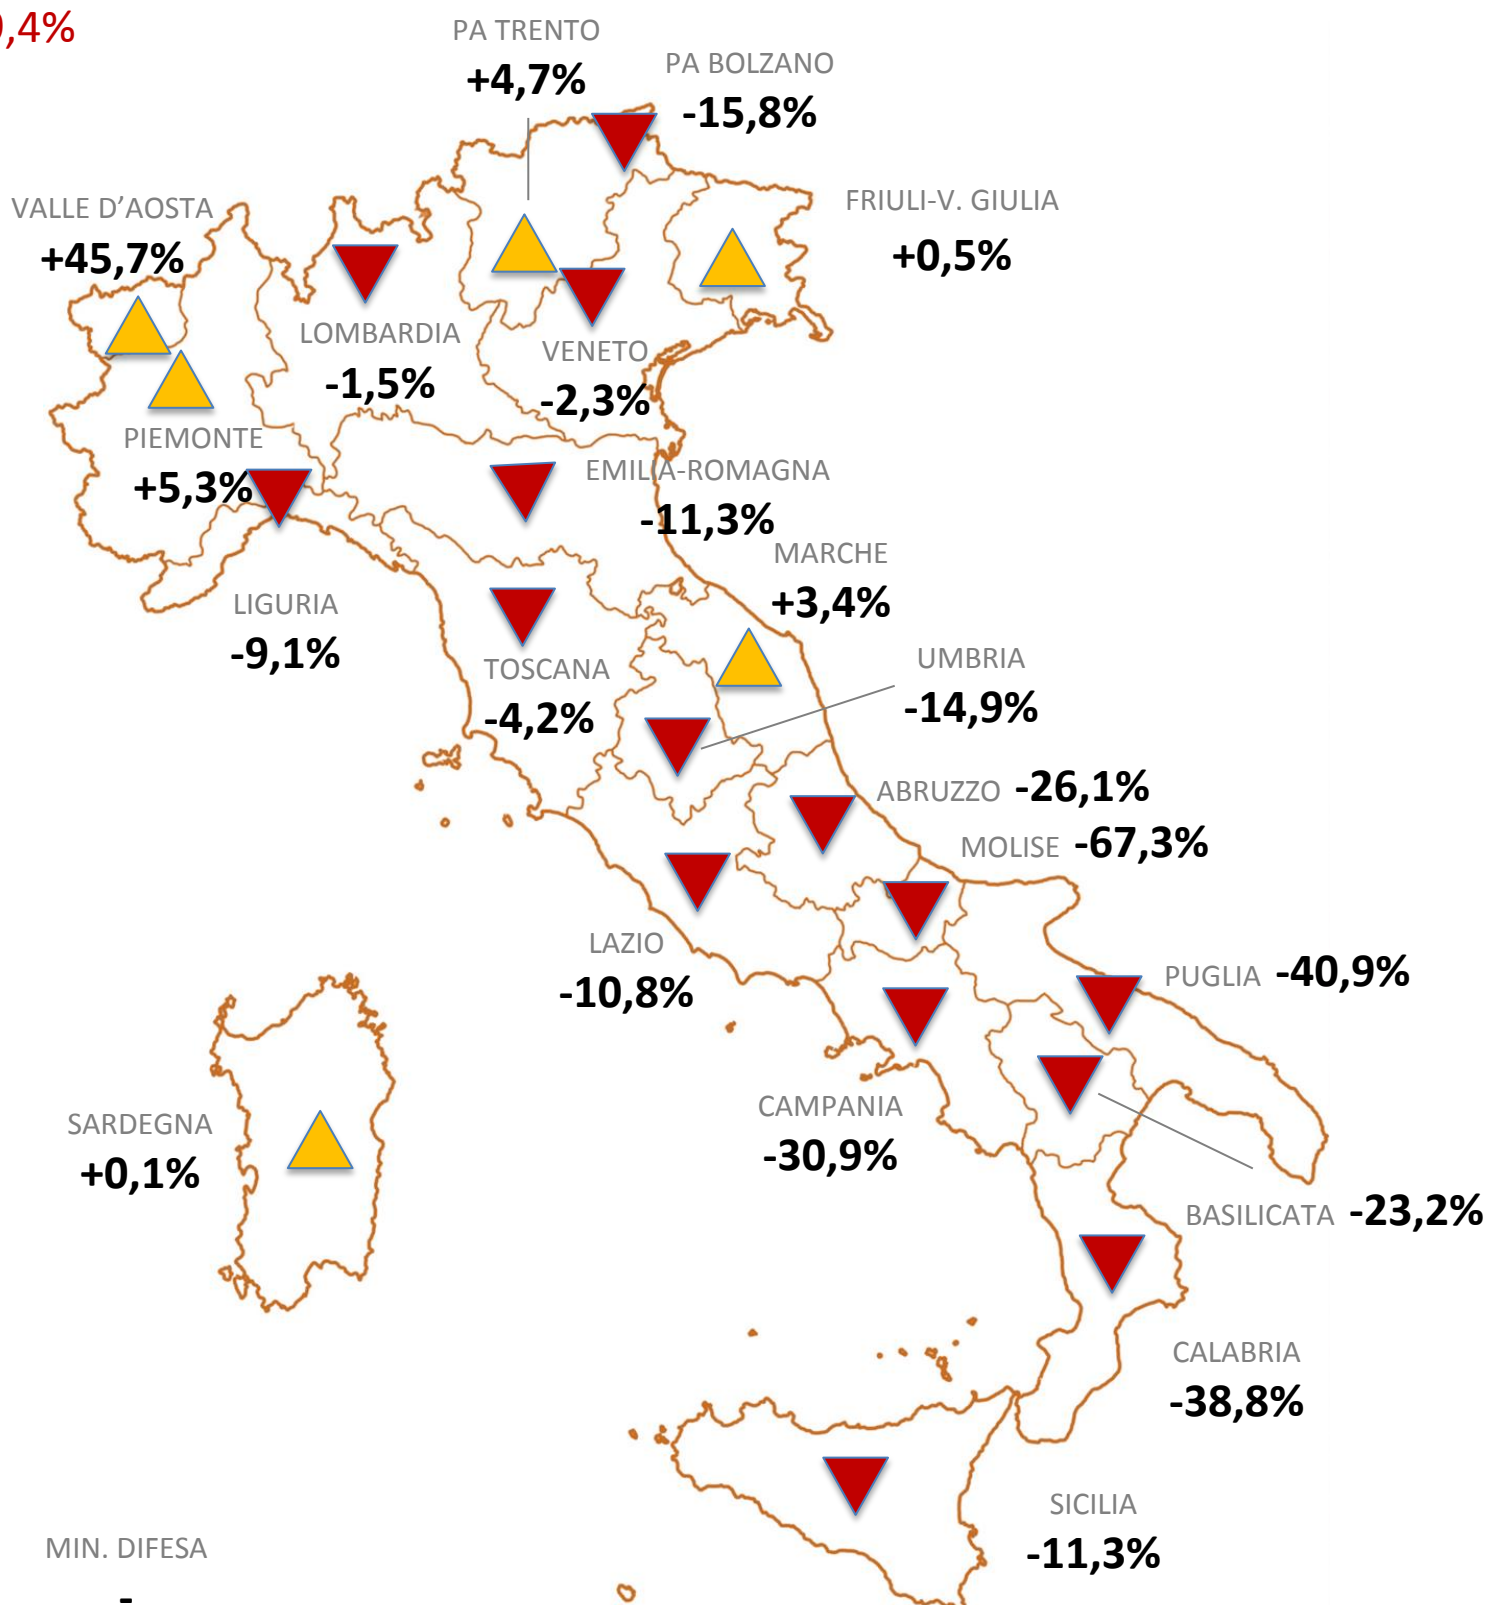 ,4%
PA TRENTO
+4,7%
PA BOLZANO
-15,8%
VALLE D’AOSTA
+45,7%
FRIULI-V. GIULIA
+0,5%
LOMBARDIA
-1,5%
VENETO
-2,3%
PIEMONTE
+5,3%
EMILIA-ROMAGNA
-11,3%
MARCHE
+3,4%
LIGURIA
-9,1%
TOSCANA
-4,2%
UMBRIA
-14,9%
ABRUZZO -26,1%
MOLISE -67,3%
LAZIO
-10,8%
PUGLIA -40,9%
CAMPANIA
-30,9%
SARDEGNA
+0,1%
BASILICATA -23,2%
CALABRIA
-38,8%
SICILIA
-11,3%
MIN. DIFESA
-